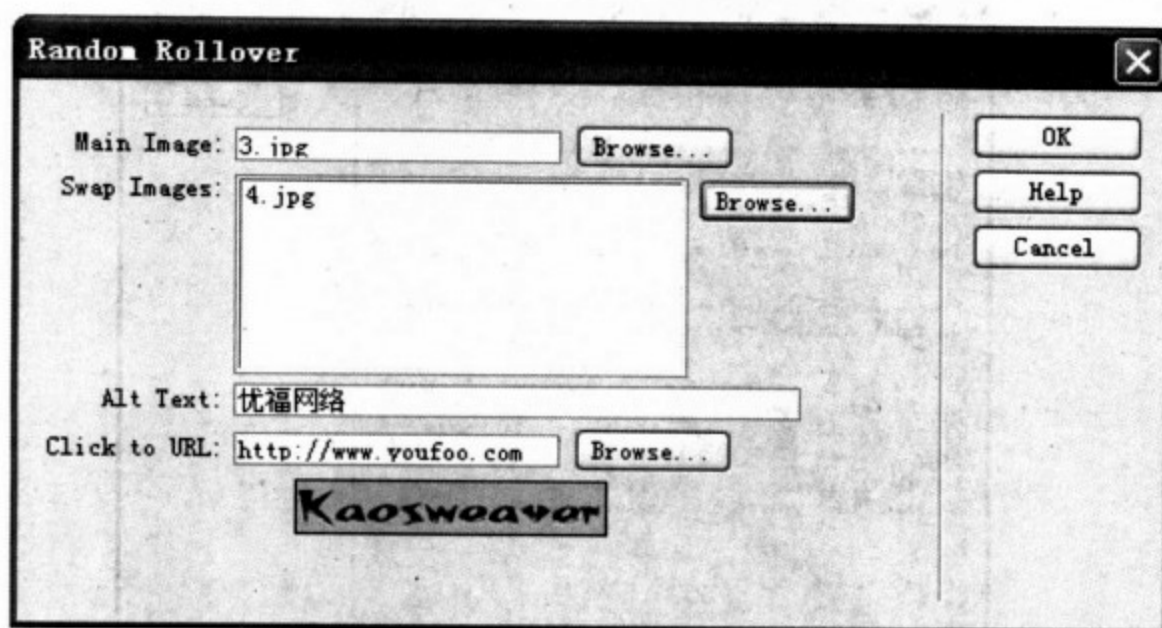 Random Rollover
Main Image: 3.jpg Browse... OK
Swap Images: 4.jpg Browse... Help
Cancel
Alt Text: 优福网络
Click to URL: http://www.youfoo.com Browse...
Kaosweaver